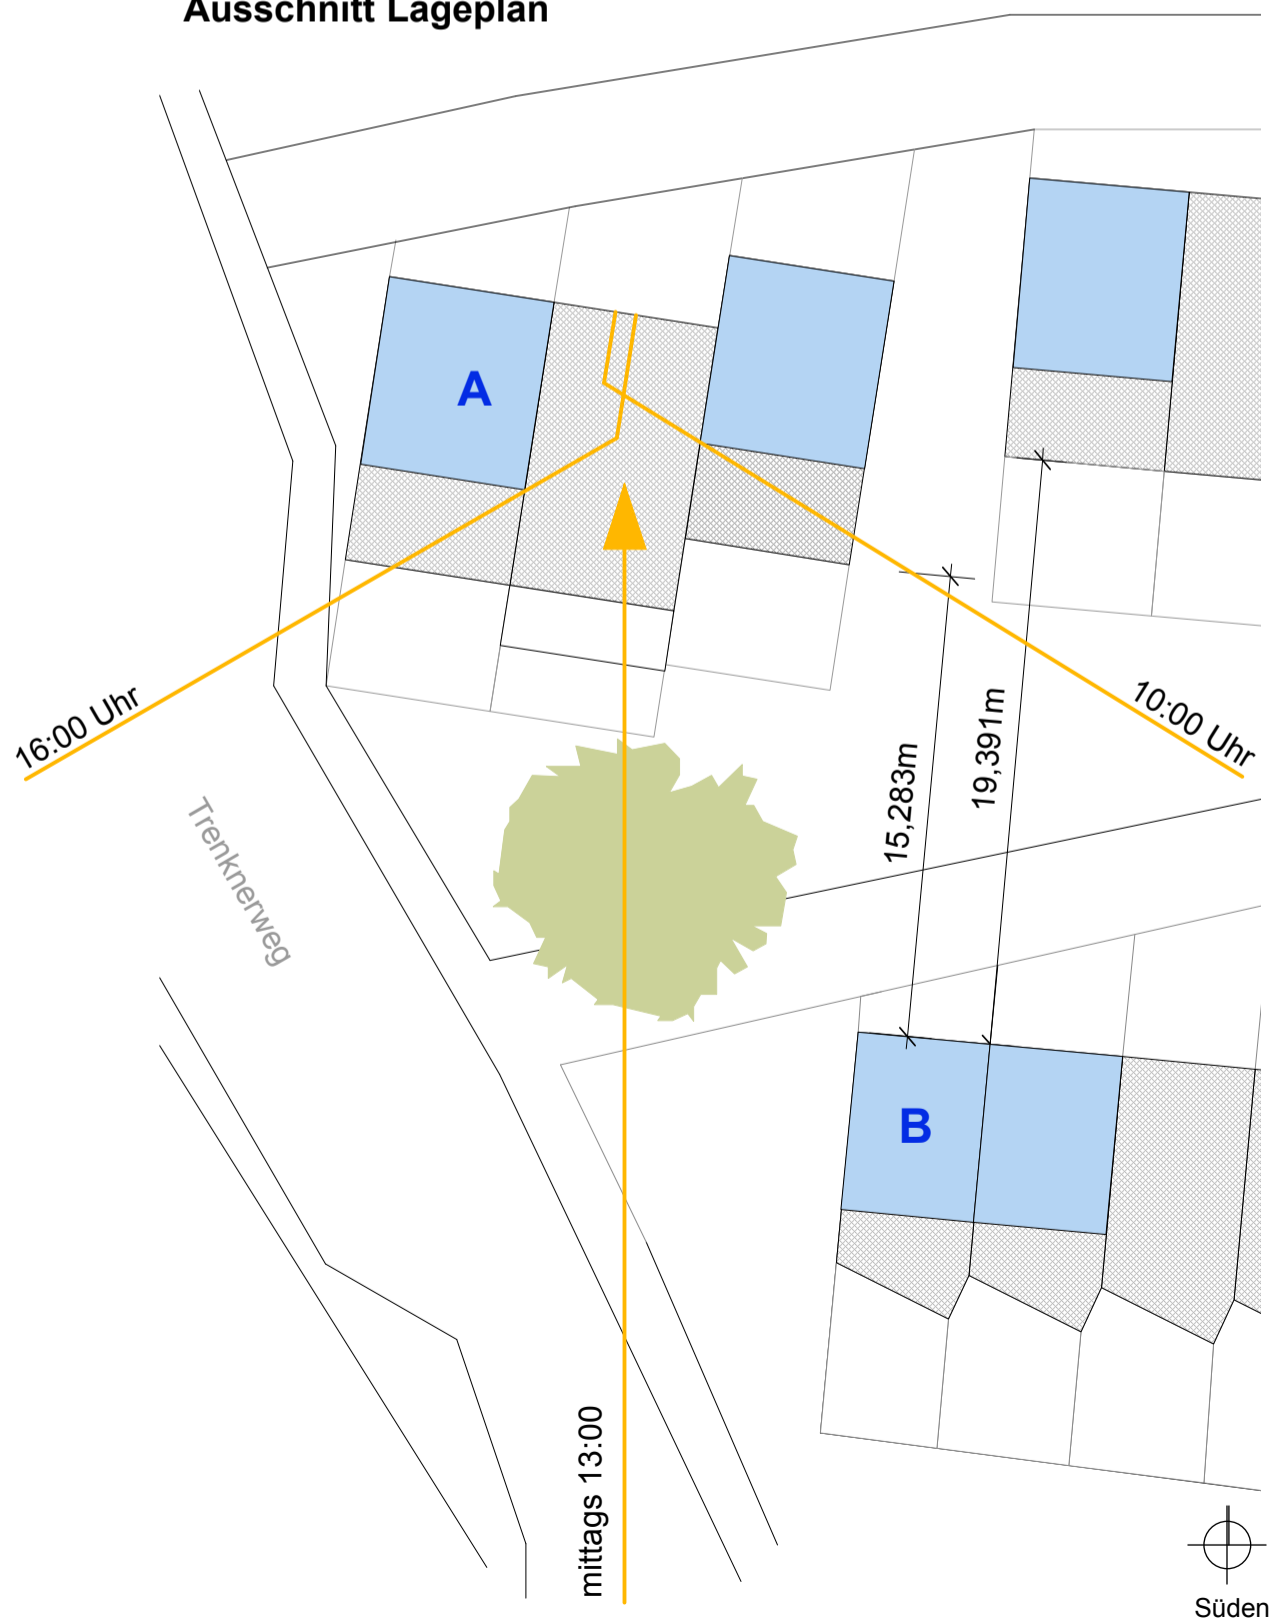 Ausschnitt Lageplan
A
16:00 Uhr
10:00 Uhr
15,283m
19,391m
Trenknerweg
B
mittags 13:00
Süden